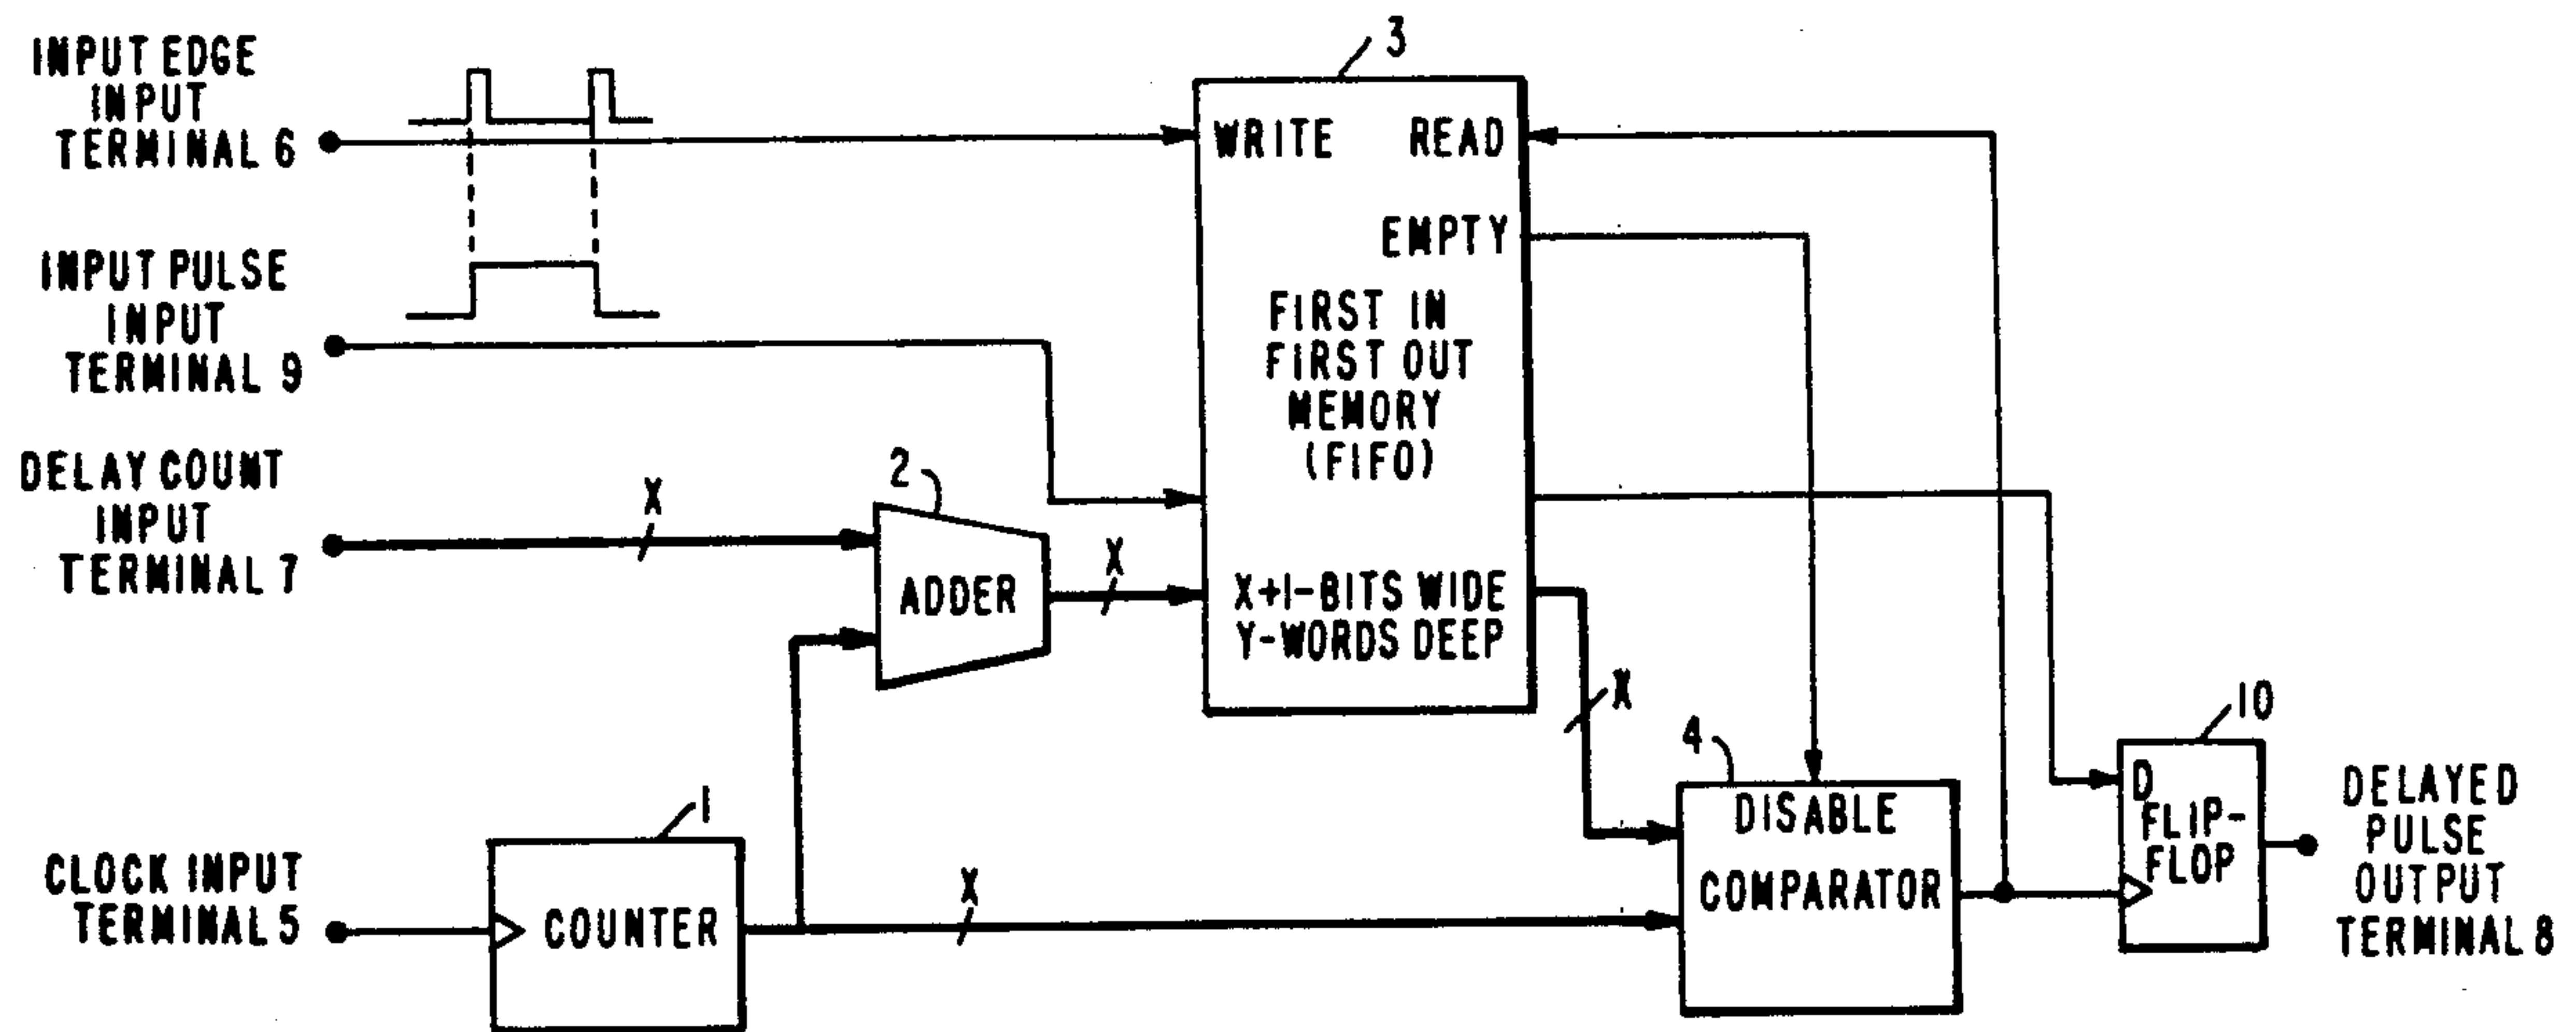 INPUT EDGE
INPUT
TERMINAL 6
INPUT PULSE
INPUT
TERMINAL 9
DELAY COUNT
INPUT
TERMINAL 7
CLOCK INPUT
TERMINAL 5
1
COUNTER
X
X
2
ADDER
X
3
WRITE READ
EMPTY
FIRST IN
FIRST OUT
MEMORY
(FIFO)
X+1-BITS WIDE
Y-WORDS DEEP
X
4
DISABLE
COMPARATOR
10
D
FLIP-
FLOP
DELAYED
PULSE
OUTPUT
TERMINAL 8